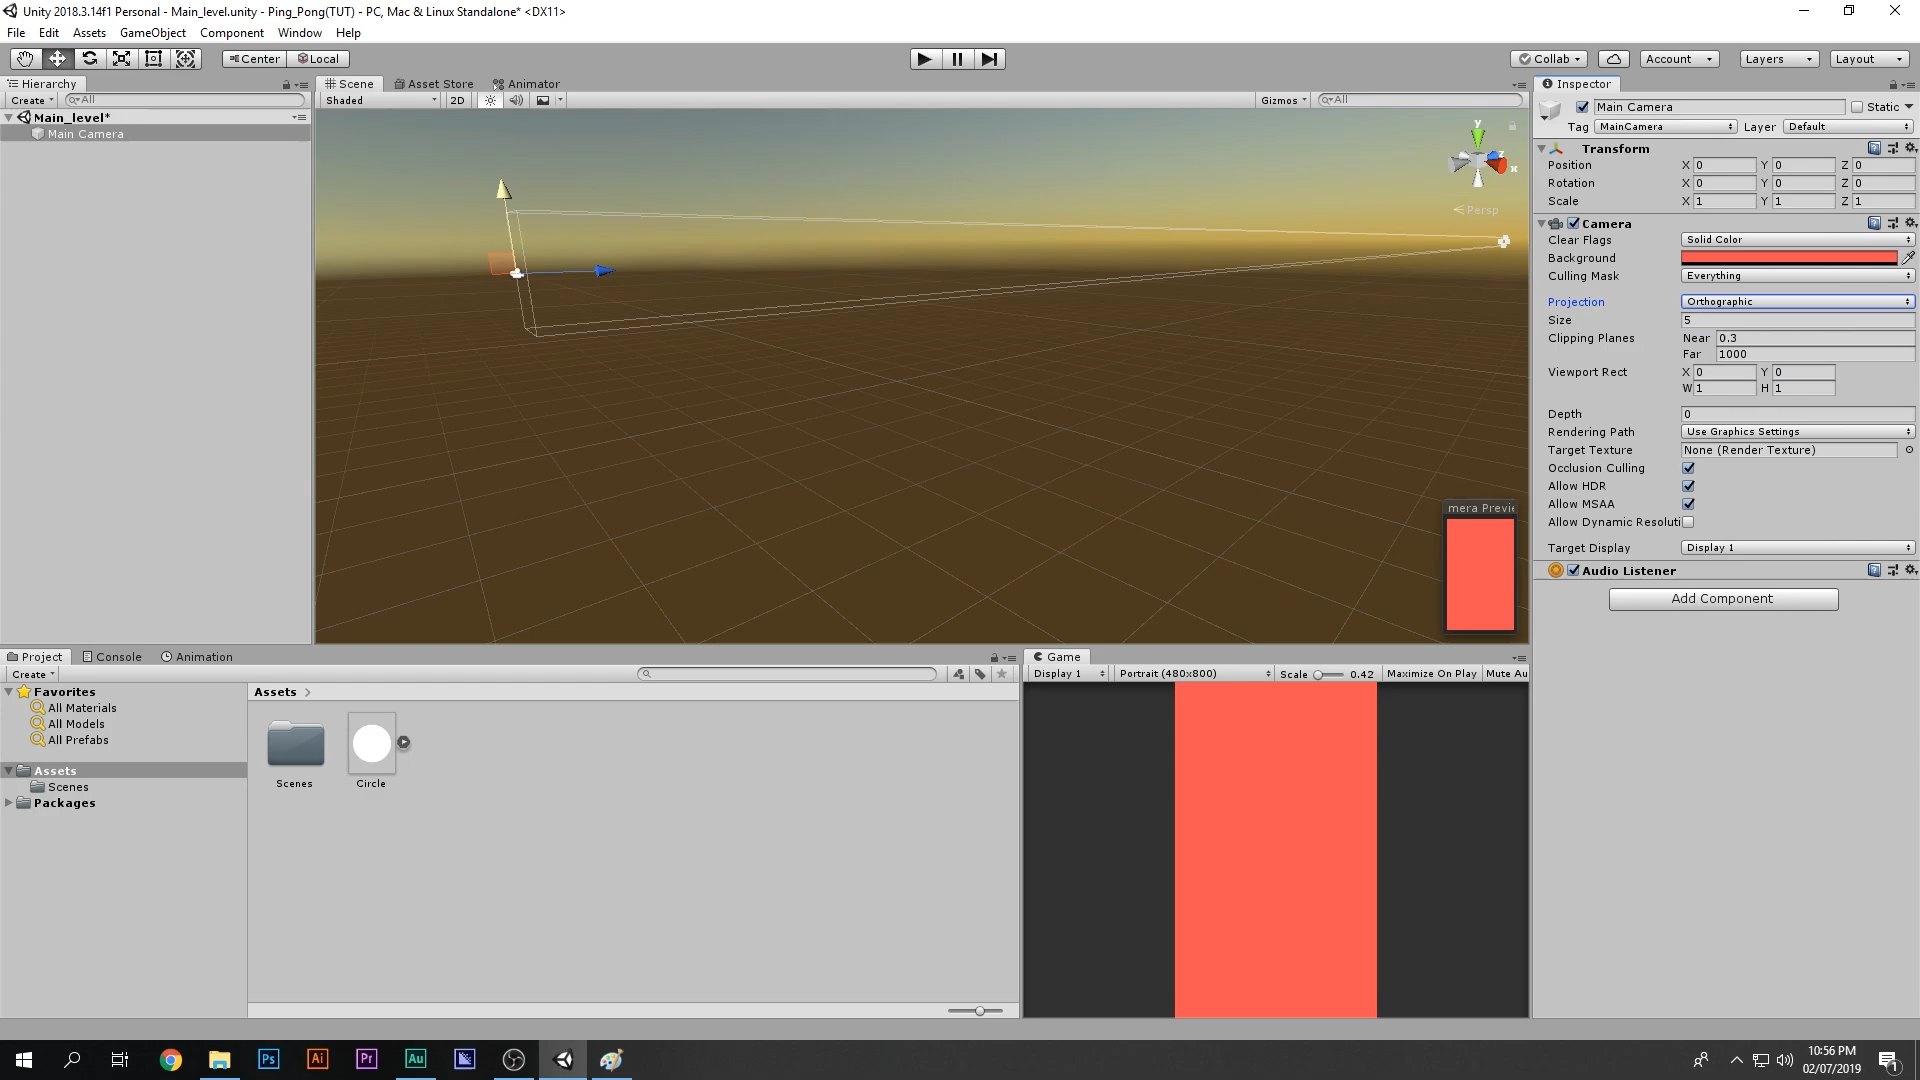 Unity 2018.3.14f1 Personal - Main_level.unity - Ping_Pong(TUT) - PC, Mac & Linux Standalone* <DX11>
File Edit Assets GameObject Component Window Help
Center Local
Collab Account Layers Layout
Hierarchy
Create All
Main_level*
Main Camera
Scene Asset Store Animator
Shaded 2D Gizmos All
y
z
x
Persp
mera Previe
Inspector
Main Camera Static
Tag MainCamera Layer Default
Transform
Position X 0 Y 0 Z 0
Rotation X 0 Y 0 Z 0
Scale X 1 Y 1 Z 1
Camera
Clear Flags Solid Color
Background
Culling Mask Everything
Projection Orthographic
Size 5
Clipping Planes Near 0.3
Far 1000
Viewport Rect X 0 Y 0
W 1 H 1
Depth 0
Rendering Path Use Graphics Settings
Target Texture None (Render Texture)
Occlusion Culling
Allow HDR
Allow MSAA
Allow Dynamic Resoluti
Target Display Display 1
Audio Listener
Add Component
Project Console Animation
Create
Favorites
All Materials
All Models
All Prefabs
Assets
Scenes
Packages
Assets
Scenes Circle
Game
Display 1 Portrait (480x800) Scale 0.42 Maximize On Play Mute Au
Ps Ai Pr Au
10:56 PM
02/07/2019
1